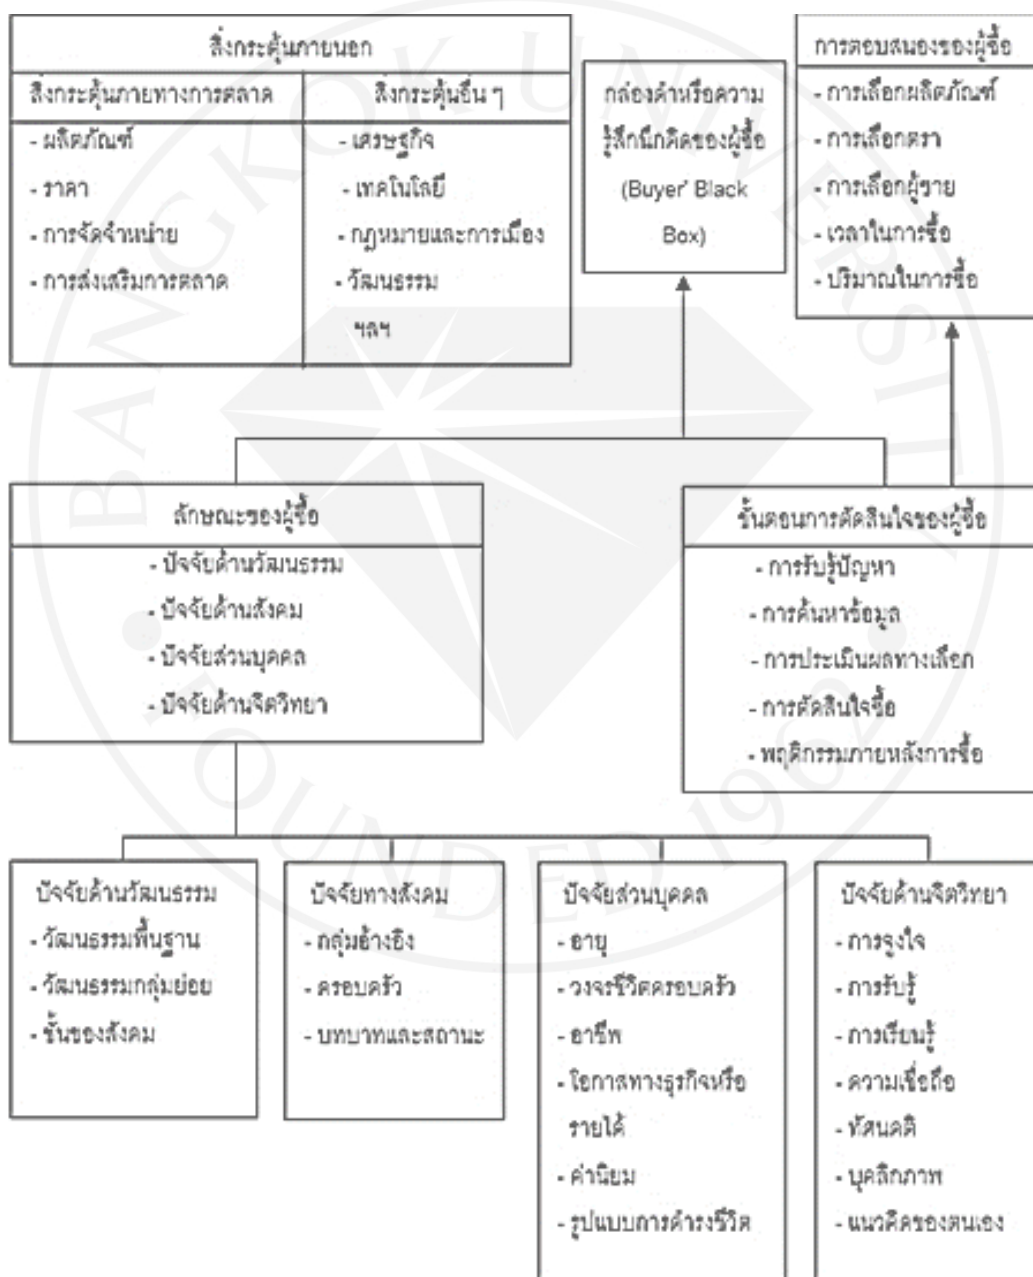 สิ่งกระตุ้นภายนอก
สิ่งกระตุ้นภายทางการตลาด
- ผลิตภัณฑ์
- ราคา
- การจัดจำหน่าย
- การส่งเสริมการตลาด
สิ่งกระตุ้นอื่น ๆ
- เศรษฐกิจ
- เทคโนโลยี
- กฎหมายและการเมือง
- วัฒนธรรม
ฯลฯ
กล่องดำหรือความ
รู้สึกนึกคิดของผู้ซื้อ
(Buyer' Black
Box)
การตอบสนองของผู้ซื้อ
- การเลือกผลิตภัณฑ์
- การเลือกตรา
- การเลือกผู้ขาย
- เวลาในการซื้อ
- ปริมาณในการซื้อ
ลักษณะของผู้ซื้อ
- ปัจจัยด้านวัฒนธรรม
- ปัจจัยด้านสังคม
- ปัจจัยส่วนบุคคล
- ปัจจัยด้านจิตวิทยา
ขั้นตอนการตัดสินใจของผู้ซื้อ
- การรับรู้ปัญหา
- การค้นหาข้อมูล
- การประเมินผลทางเลือก
- การตัดสินใจซื้อ
- พฤติกรรมภายหลังการซื้อ
ปัจจัยด้านวัฒนธรรม
- วัฒนธรรมพื้นฐาน
- วัฒนธรรมกลุ่มย่อย
- ชั้นของสังคม
ปัจจัยทางสังคม
- กลุ่มอ้างอิง
- ครอบครัว
- บทบาทและสถานะ
ปัจจัยส่วนบุคคล
- อายุ
- วงจรชีวิตครอบครัว
- อาชีพ
- โอกาสทางธุรกิจหรือ
รายได้
- ค่านิยม
- รูปแบบการดำรงชีวิต
ปัจจัยด้านจิตวิทยา
- การจูงใจ
- การรับรู้
- การเรียนรู้
- ความเชื่อถือ
- ทัศนคติ
- บุคลิกภาพ
- แนวคิดของตนเอง
BANGKOK UNIVERSITY
FOUNDED 1962